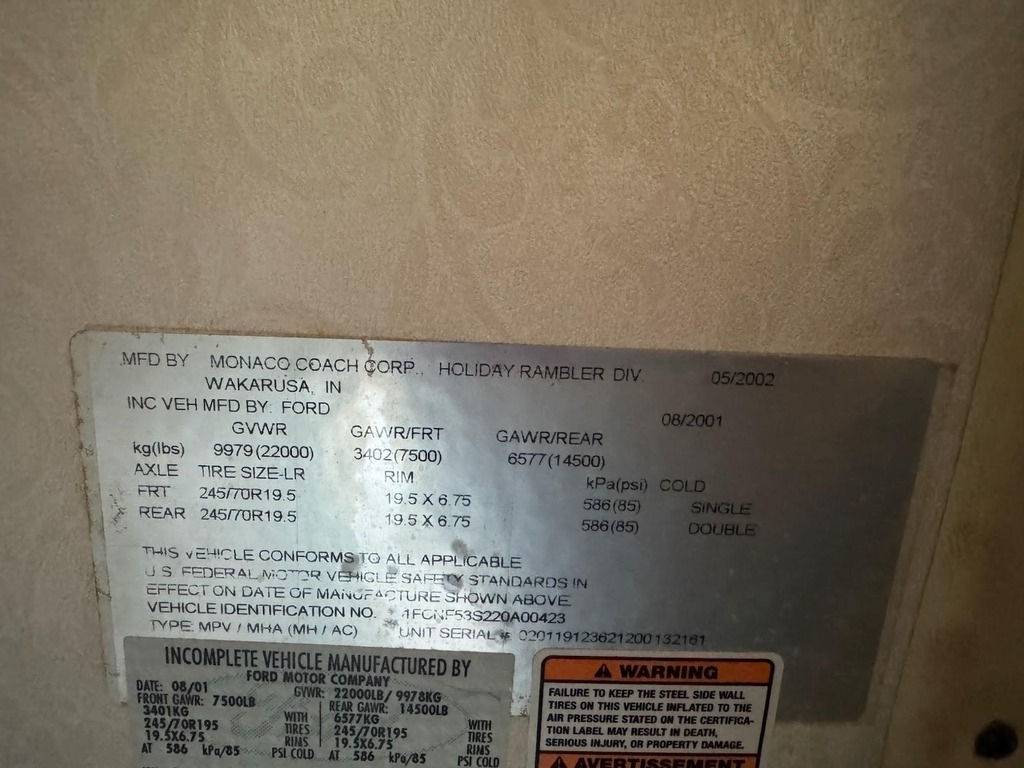 MFD BY MONACO COACH CORP., HOLIDAY RAMBLER DIV. 05/2002
WAKARUSA, IN
INC VEH MFD BY: FORD 08/2001
GVWR GAWR/FRT GAWR/REAR
kg(lbs) 9979(22000) 3402(7500) 6577(14500)
AXLE TIRE SIZE-LR RIM kPa(psi) COLD
FRT 245/70R19.5 19.5 X 6.75 586(85) SINGLE
REAR 245/70R19.5 19.5 X 6.75 586(85) DOUBLE
THIS VEHICLE CONFORMS TO ALL APPLICABLE
U.S. FEDERAL MOTOR VEHICLE SAFETY STANDARDS IN
EFFECT ON DATE OF MANUFACTURE SHOWN ABOVE.
VEHICLE IDENTIFICATION NO. 1FCNF53S220A00423
TYPE: MPV / MHA (MH / AC) UNIT SERIAL # 0201191236212001 32161
INCOMPLETE VEHICLE MANUFACTURED BY
FORD MOTOR COMPANY
DATE: 08/01 GVWR: 22000LB/ 9978KG
FRONT GAWR: 7500LB REAR GAWR: 14500LB
3401KG WITH 6577KG WITH
245/70R195 TIRES 245/70R195 TIRES
19.5X6.75 RIMS 19.5X6.75 RIMS
AT 586 kPa/85 PSI COLD AT 586 kPa/85 PSI COLD
WARNING
FAILURE TO KEEP THE STEEL SIDE WALL
TIRES ON THIS VEHICLE INFLATED TO THE
AIR PRESSURE STATED ON THE CERTIFICA-
TION LABEL MAY RESULT IN DEATH,
SERIOUS INJURY, OR PROPERTY DAMAGE.
AVERTISSEMENT